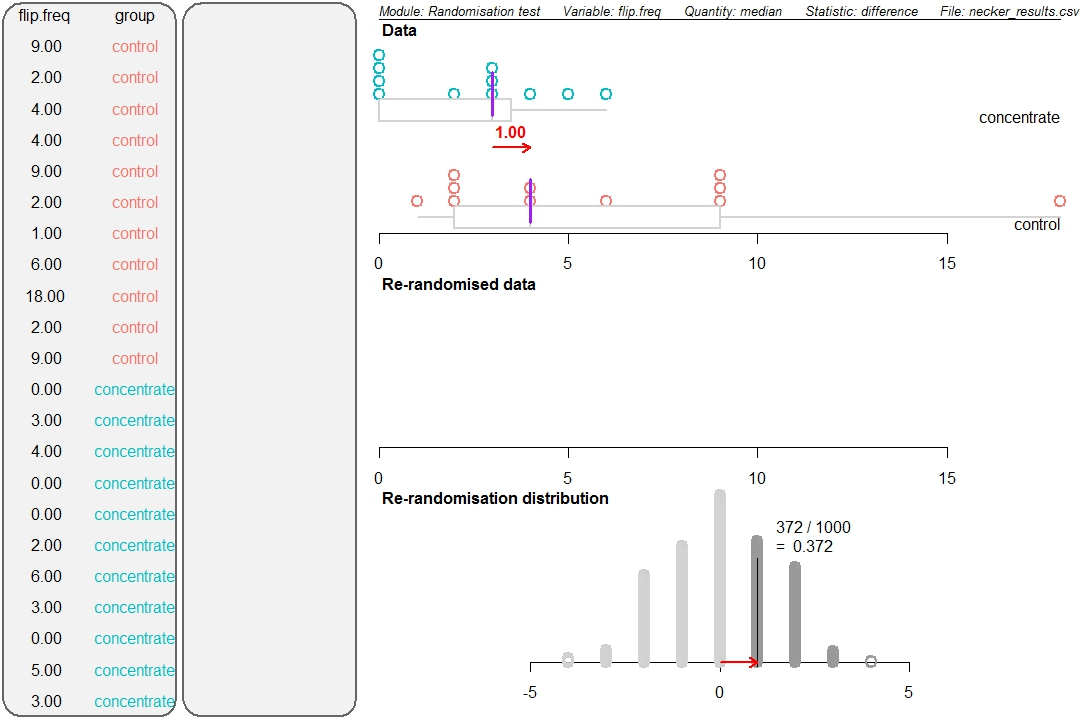 flip.freq group
9.00 control
2.00 control
4.00 control
4.00 control
9.00 control
2.00 control
1.00 control
6.00 control
18.00 control
2.00 control
9.00 control
0.00 concentrate
3.00 concentrate
4.00 concentrate
0.00 concentrate
0.00 concentrate
2.00 concentrate
6.00 concentrate
3.00 concentrate
0.00 concentrate
5.00 concentrate
3.00 concentrate
Module: Randomisation test Variable: flip.freq Quantity: median Statistic: difference File: necker_results.csv
Data
concentrate
1.00
control
0 5 10 15
Re-randomised data
0 5 10 15
Re-randomisation distribution
372 / 1000
= 0.372
-5 0 5